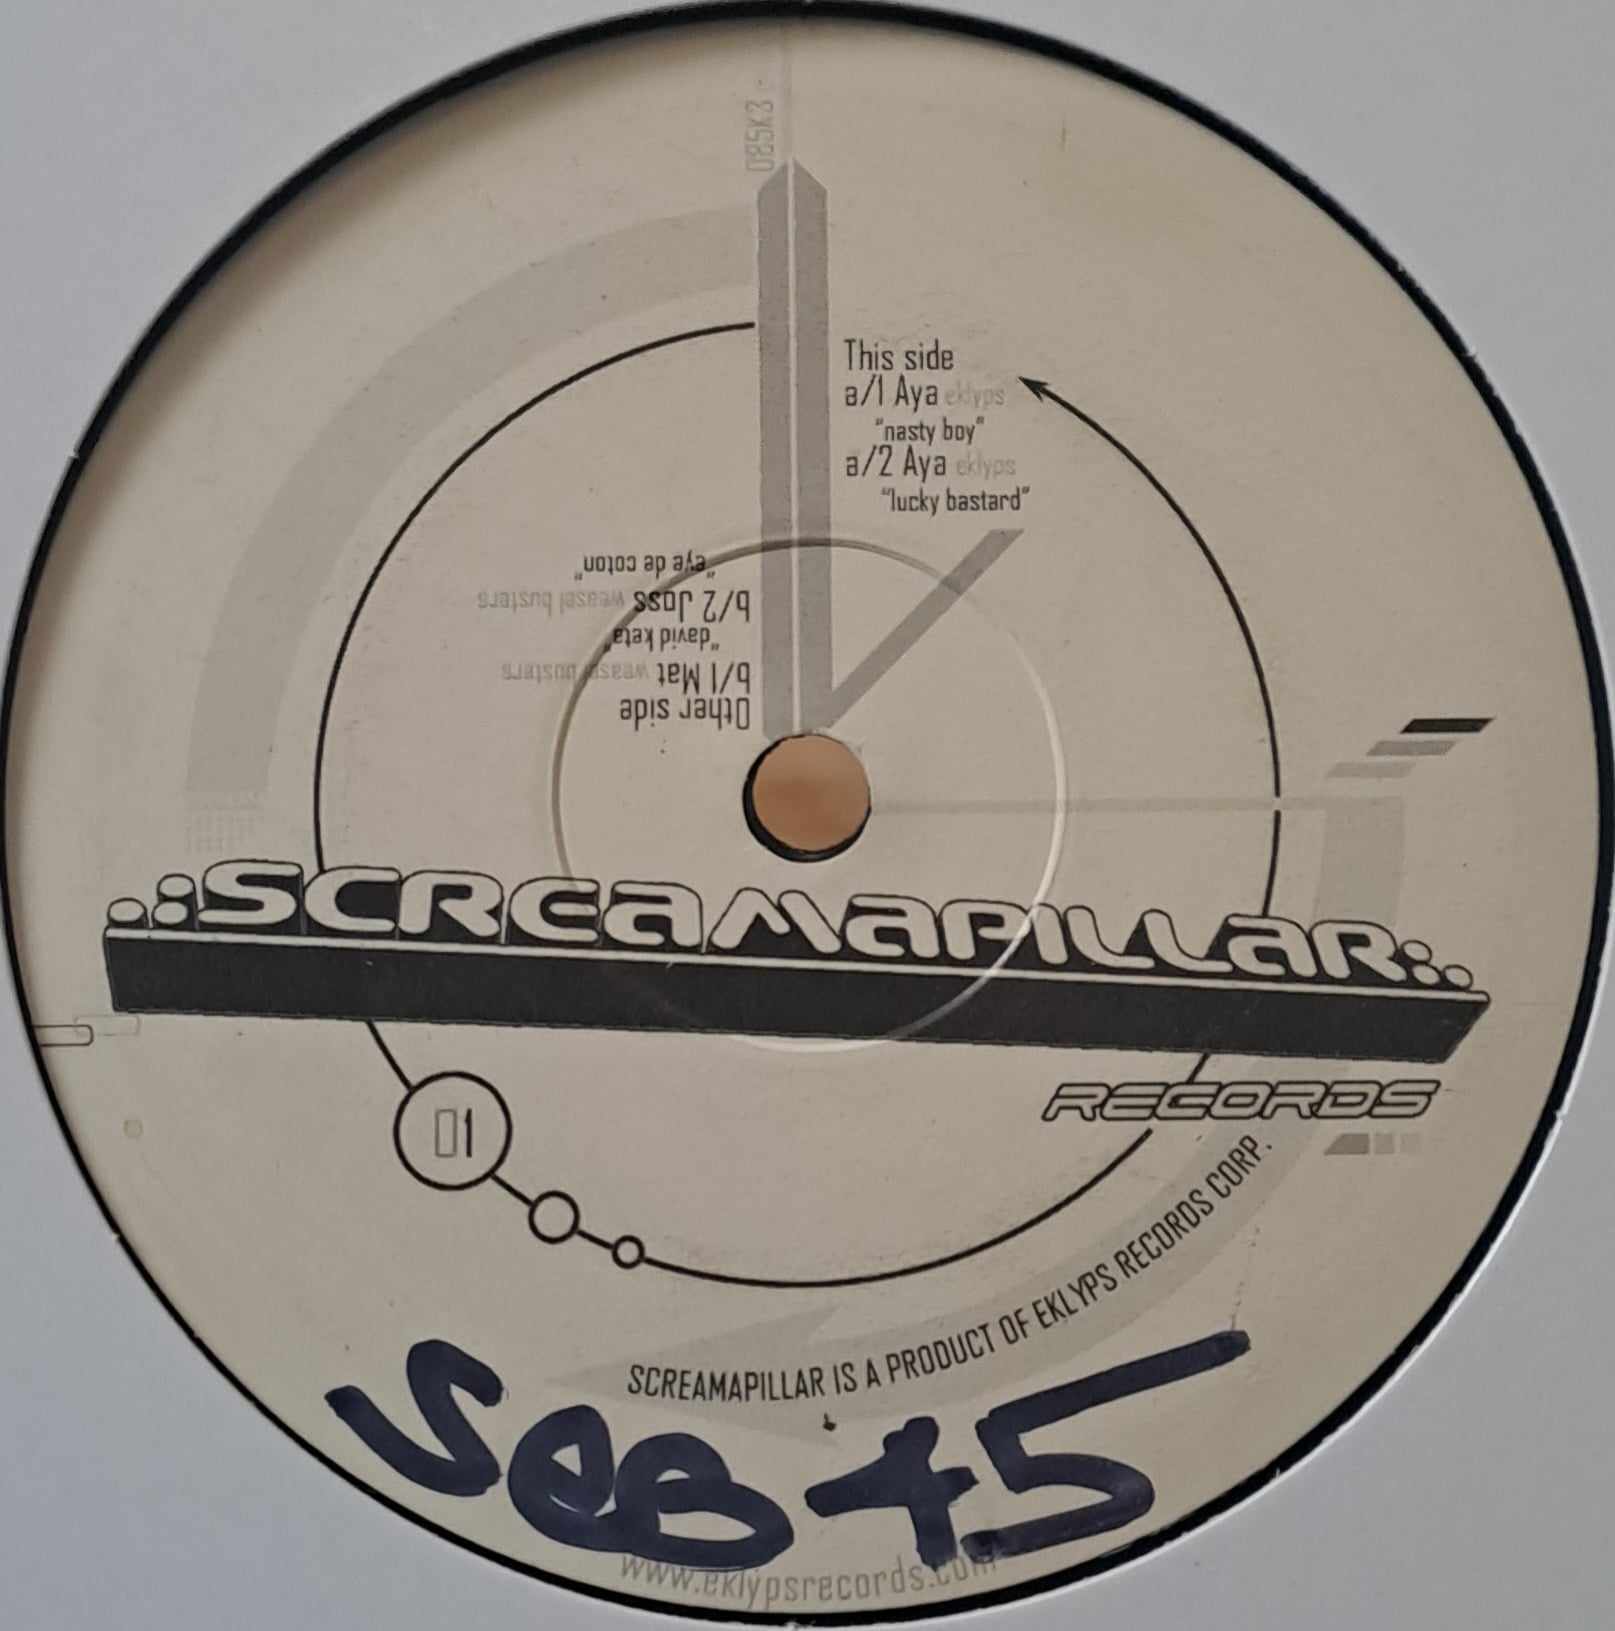 085K3
This side
a/1 Aya eklyps
"nasty boy"
a/2 Aya eklyps
"lucky bastard"
Other side
b/1 Mat weasel busters
"david keta"
b/2 Joss weasel busters
"eye de coton"
.:SCREAMAPILLAR:.
RECORDS
01
SCREAMAPILLAR IS A PRODUCT OF EKLYPS RECORDS CORP.
SEB 45
www.eklypsrecords.com